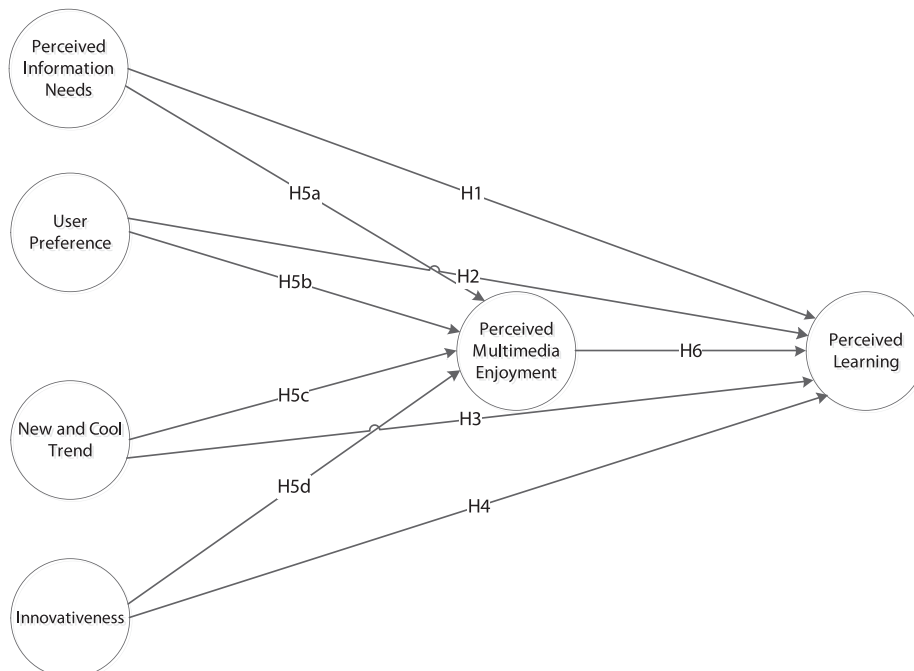 Perceived
Information
Needs
H5a
H1
User
Preference
H5b
H2
Perceived
Multimedia
Enjoyment
H6
Perceived
Learning
New and Cool
Trend
H5c
H3
H5d
H4
Innovativeness